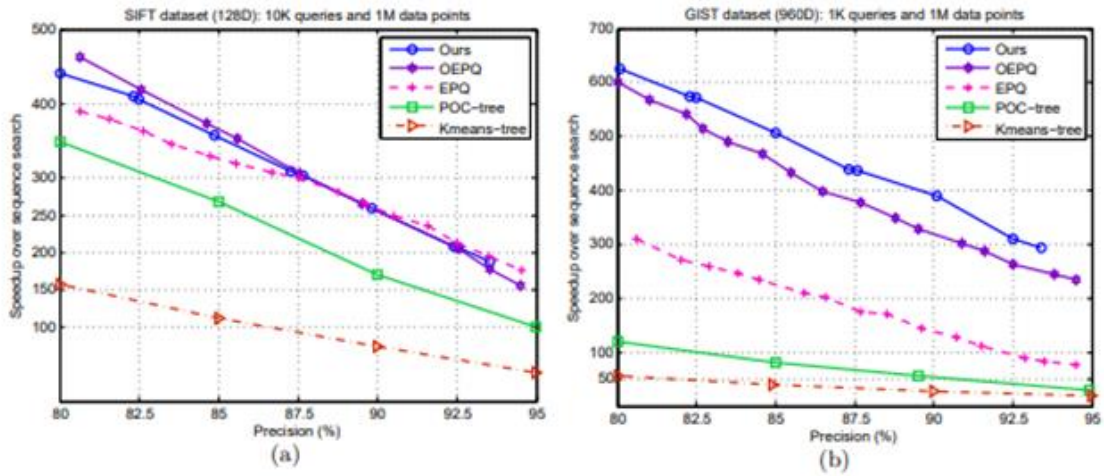 SIFT dataset (128D): 10K queries and 1M data points
500
400
300
250
200
150
100
80 82.5 85 87.5 90 92.5 95
Speedup over sequence search
Precision (%)
Ours
OEPQ
EPQ
POC-tree
Kmeans-tree
(a)
GIST dataset (960D): 1K queries and 1M data points
700
600
500
400
300
200
100
50
80 82.5 85 87.5 90 92.5 95
Speedup over sequence search
Precision (%)
Ours
OEPQ
EPQ
POC-tree
Kmeans-tree
(b)